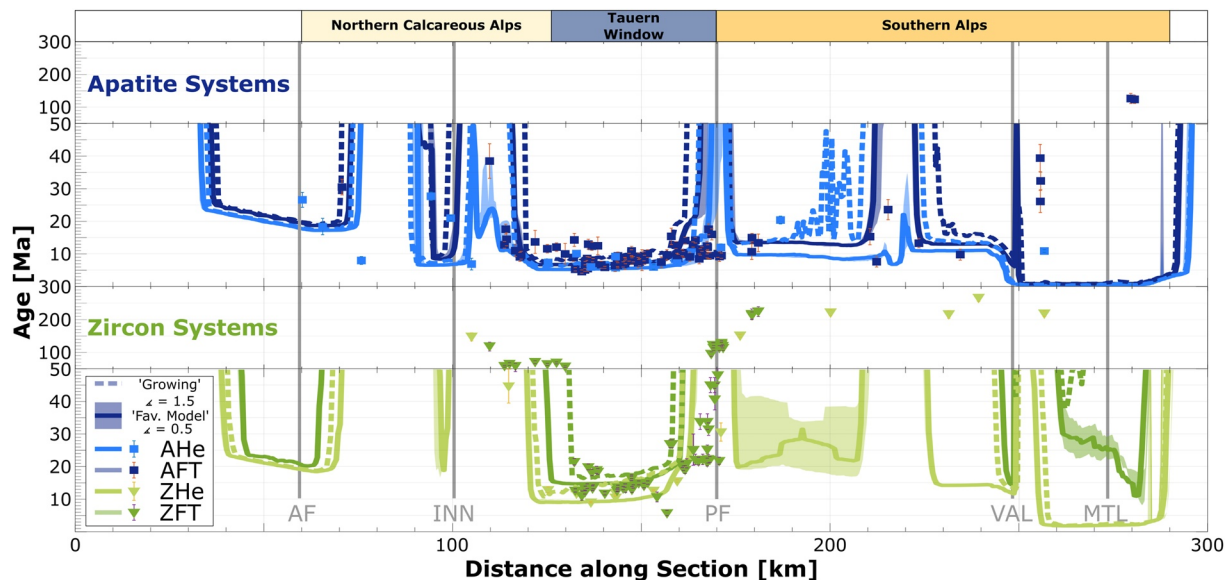 Northern Calcareous Alps
Tauern
Window
Southern Alps
300
200
100
50
40
30
20
10
300
200
100
50
40
30
20
10
Age [Ma]
Apatite Systems
Zircon Systems
'Growing'
∡ = 1.5
'Fav. Model'
∡ = 0.5
AHe
AFT
ZHe
ZFT
AF
INN
PF
VAL
MTL
0
100
200
300
Distance along Section [km]